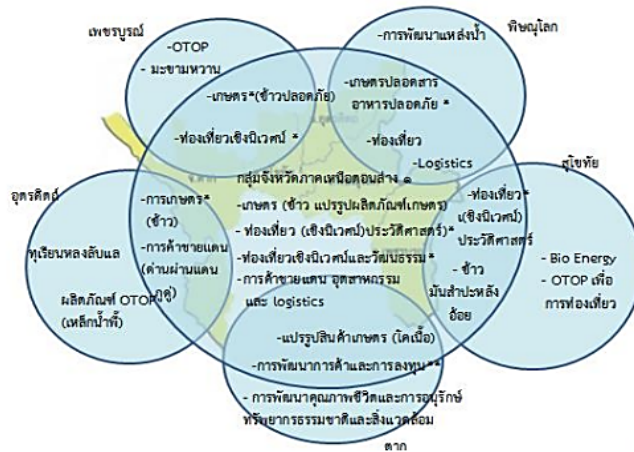 เพชรบูรณ์
-OTOP
- มะขามหวาน
-เกษตร*(ข้าวปลอดภัย)
-ท่องเที่ยวเชิงนิเวศน์ *
พิษณุโลก
-การพัฒนาแหล่งน้ำ
-เกษตรปลอดสาร
อาหารปลอดภัย *
-ท่องเที่ยว
-Logistics
อุตรดิตถ์
-การเกษตร*
(ข้าว)
-การค้าชายแดน
(ด่านผ่านแดน
ภูดู่)
ทุเรียนหลงลับแล
ผลิตภัณฑ์ OTOP
(เหล็กน้ำพี้)
กลุ่มจังหวัดภาคเหนือตอนล่าง ๑
-เกษตร (ข้าว แปรรูปผลิตภัณฑ์เกษตร)
- ท่องเที่ยว (เชิงนิเวศน์)ประวัติศาสตร์)*
-ท่องเที่ยวเชิงนิเวศน์และวัฒนธรรม*
- การค้าชายแดน อุตสาหกรรม
และ logistics
สุโขทัย
-ท่องเที่ยว*
(เชิงนิเวศน์)
ประวัติศาสตร์
- ข้าว
มันสำปะหลัง
อ้อย
- Bio Energy
- OTOP เพื่อ
การท่องเที่ยว
-แปรรูปสินค้าเกษตร (โคเนื้อ)
-การพัฒนาการค้าและการลงทุน**
- การพัฒนาคุณภาพชีวิตและการอนุรักษ์
ทรัพยากรธรรมชาติและสิ่งแวดล้อม
ตาก